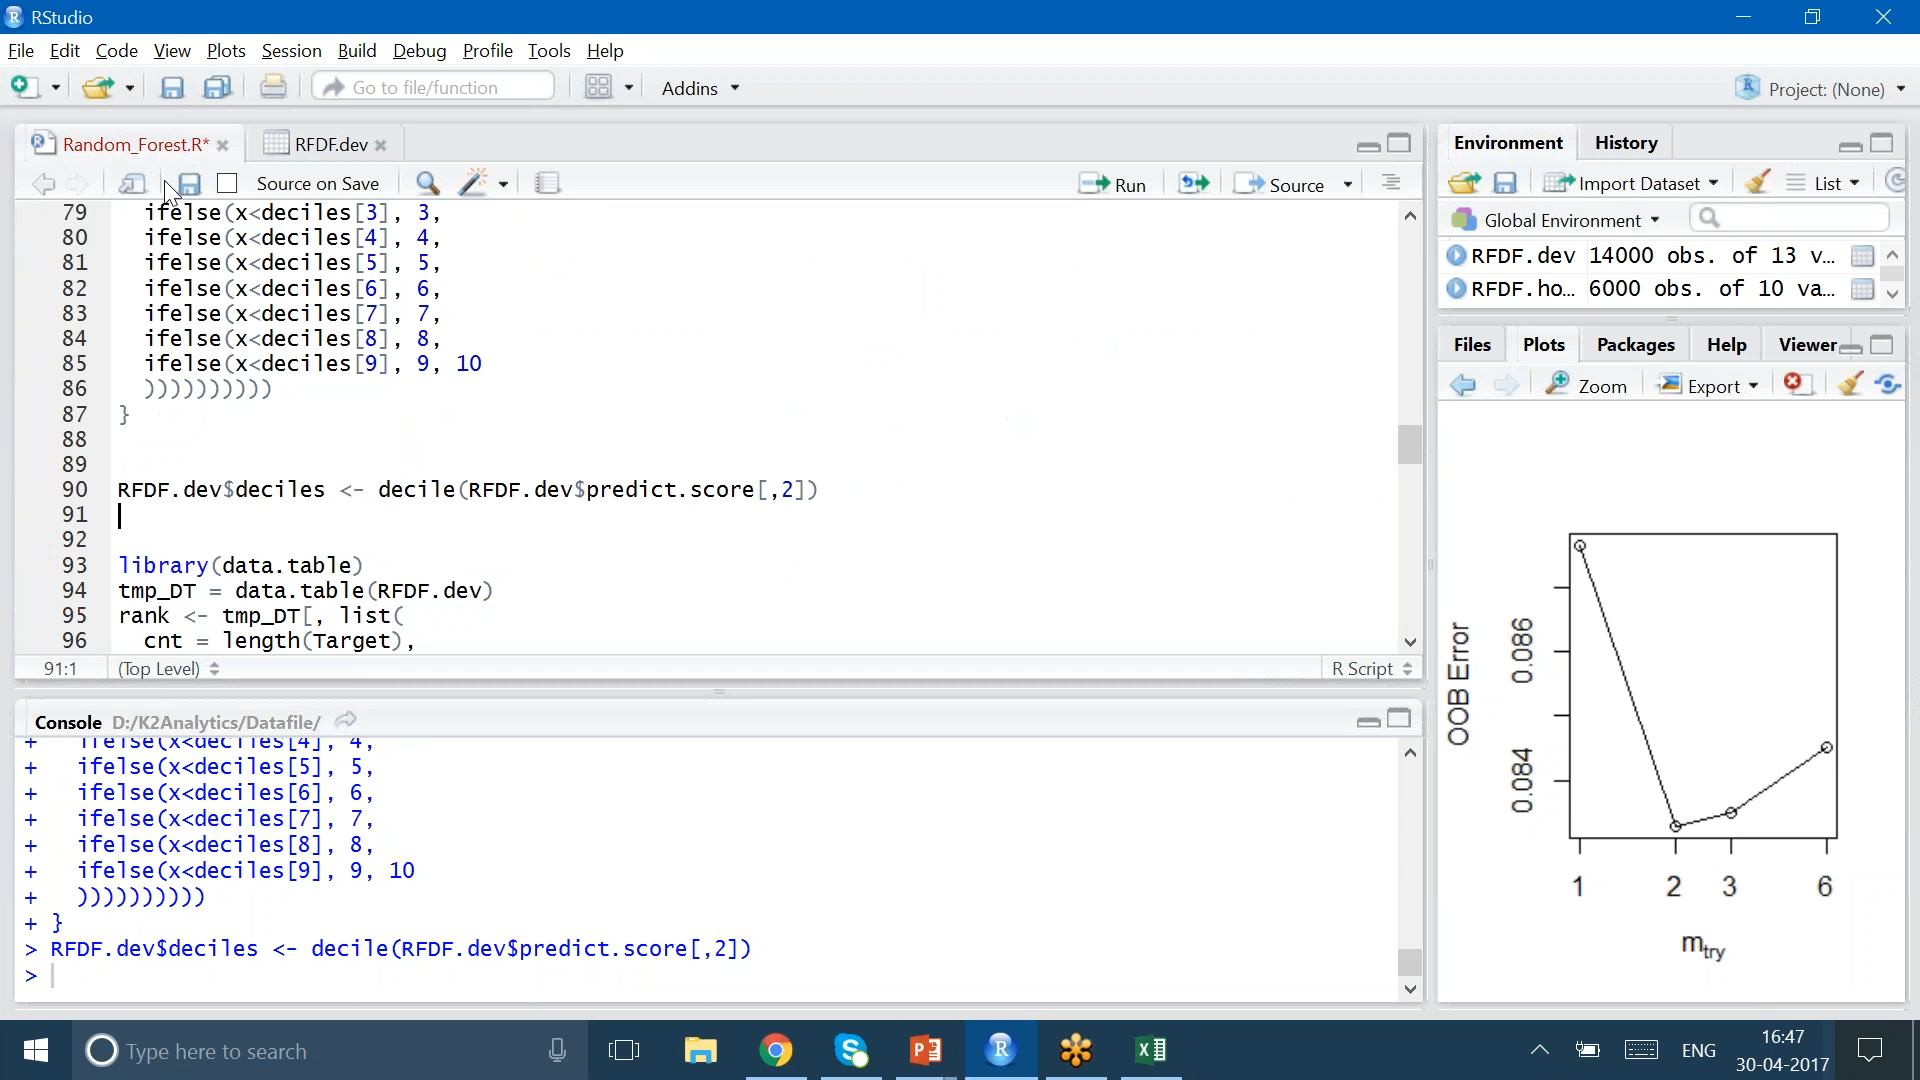 RStudio
File Edit Code View Plots Session Build Debug Profile Tools Help
Go to file/function
Addins
Project: (None)
Random_Forest.R*
RFDF.dev
Source on Save
Run
Source
79 ifelse(x<deciles[3], 3,
80 ifelse(x<deciles[4], 4,
81 ifelse(x<deciles[5], 5,
82 ifelse(x<deciles[6], 6,
83 ifelse(x<deciles[7], 7,
84 ifelse(x<deciles[8], 8,
85 ifelse(x<deciles[9], 9, 10
86 ))))))))))
87 }
88
89
90 RFDF.dev$deciles <- decile(RFDF.dev$predict.score[,2])
91
92
93 library(data.table)
94 tmp_DT = data.table(RFDF.dev)
95 rank <- tmp_DT[, list(
96 cnt = length(Target),
91:1 (Top Level) R Script
Console D:/K2Analytics/Datafile/
+ ifelse(x<deciles[4], 4,
+ ifelse(x<deciles[5], 5,
+ ifelse(x<deciles[6], 6,
+ ifelse(x<deciles[7], 7,
+ ifelse(x<deciles[8], 8,
+ ifelse(x<deciles[9], 9, 10
+ ))))))))))
+ }
> RFDF.dev$deciles <- decile(RFDF.dev$predict.score[,2])
>
Environment History
Import Dataset List
Global Environment
RFDF.dev 14000 obs. of 13 v...
RFDF.ho... 6000 obs. of 10 va...
Files Plots Packages Help Viewer
Zoom Export
OOB Error
0.086
0.084
1 2 3 6
mtry
Type here to search
ENG
16:47
30-04-2017